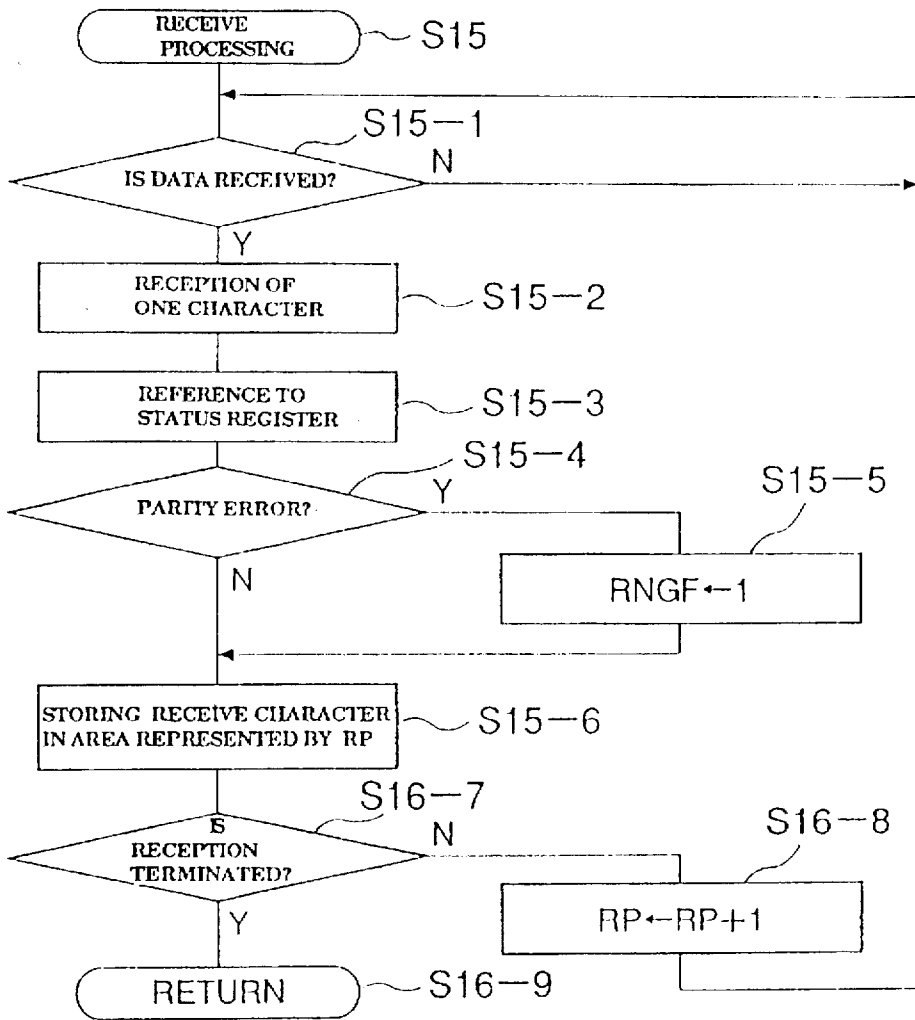 RECEIVE
PROCESSING
S15
S15-1
IS DATA RECEIVED?
N
Y
RECEPTION OF
ONE CHARACTER
S15-2
REFERENCE TO
STATUS REGISTER
S15-3
S15-4
PARITY ERROR?
Y
N
S15-5
RNGF←1
STORING RECEIVE CHARACTER
IN AREA REPRESENTED BY RP
S15-6
S16-7
IS
RECEPTION
TERMINATED?
N
Y
S16-8
RP←RP+1
RETURN
S16-9